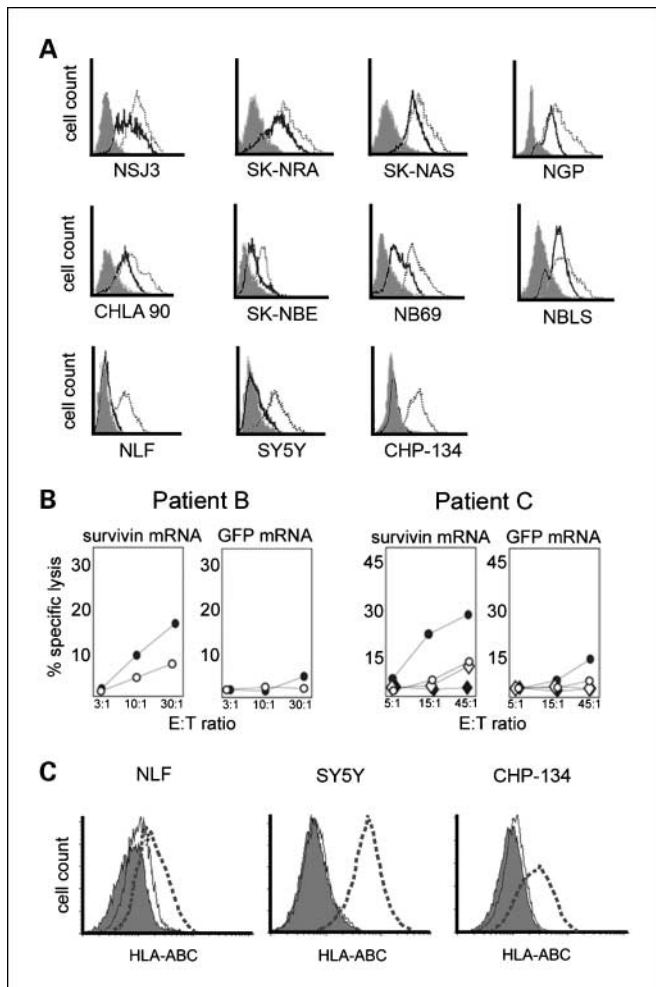 A
cell count
NSJ3
SK-NRA
SK-NAS
NGP
cell count
CHLA 90
SK-NBE
NB69
NBLS
cell count
NLF
SY5Y
CHP-134
B
Patient B
Patient C
survivin mRNA
GFP mRNA
survivin mRNA
GFP mRNA
% specific lysis
30
20
10
30
20
10
45
30
15
45
30
15
3:1 10:1 30:1
3:1 10:1 30:1
5:1 15:1 45:1
5:1 15:1 45:1
E:T ratio
E:T ratio
C
NLF
SY5Y
CHP-134
cell count
HLA-ABC
HLA-ABC
HLA-ABC